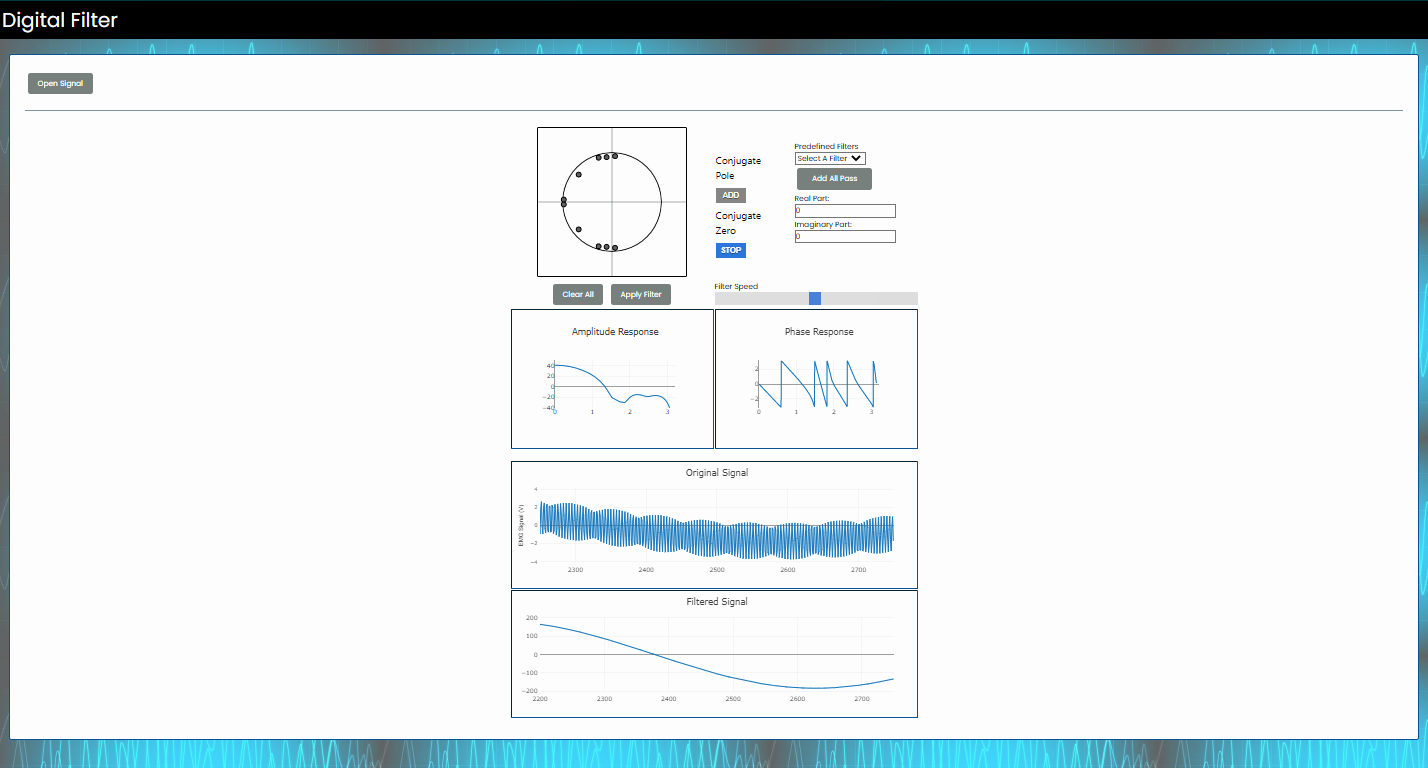 Digital Filter
Open Signal
Conjugate
Pole
ADD
Conjugate
Zero
STOP
Predefined Filters
Select A Filter
Add All Pass
Real Part:
0
Imaginary Part:
0
Clear All
Apply Filter
Filter Speed
Amplitude Response
40
20
0
−20
−40
0 1 2 3
Phase Response
2
0
−2
0 1 2 3
Original Signal
EMG Signal (V)
4
2
0
−2
−4
2300 2400 2500 2600 2700
Filtered Signal
200
100
0
−100
−200
2200 2300 2400 2500 2600 2700